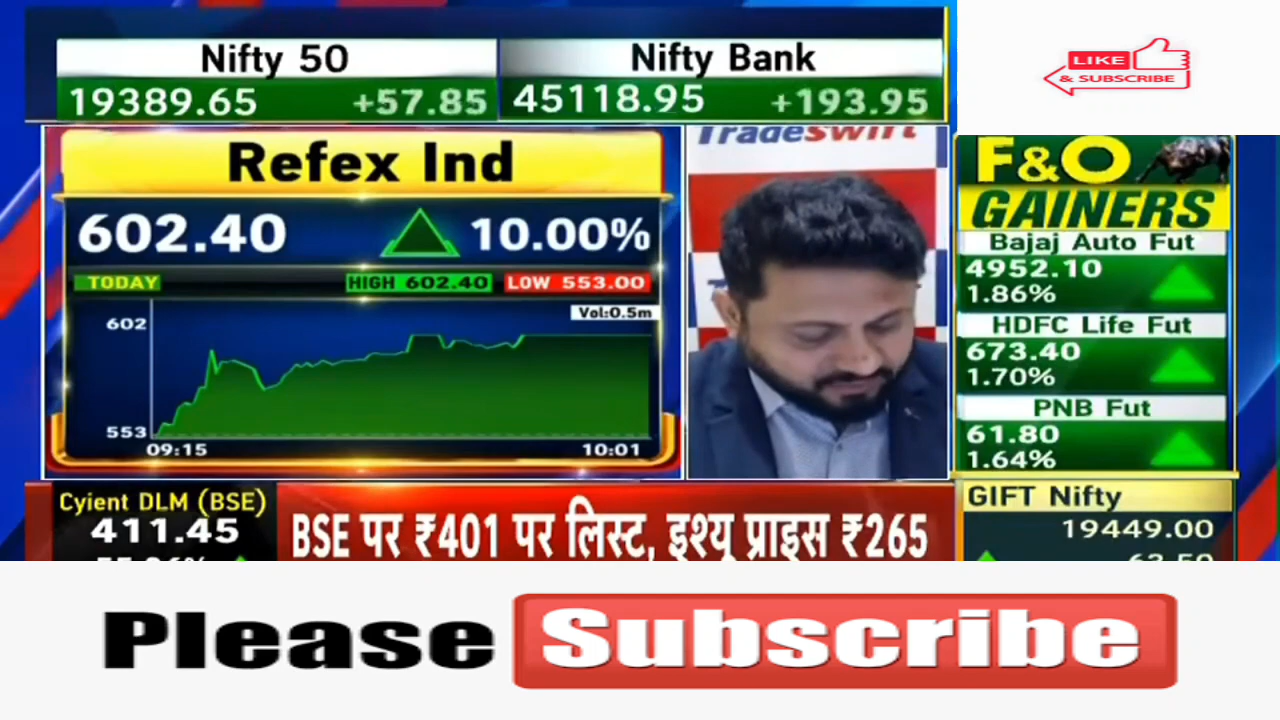 Nifty 50
19389.65 +57.85
Nifty Bank
45118.95 +193.95
LIKE
& SUBSCRIBE
Refex Ind
602.40 10.00%
TODAY HIGH 602.40 LOW 553.00
Vol:0.5m
602
553
09:15 10:01
TradeSwift
F&O
GAINERS
Bajaj Auto Fut
4952.10
1.86%
HDFC Life Fut
673.40
1.70%
PNB Fut
61.80
1.64%
Cyient DLM (BSE)
411.45
BSE पर ₹401 पर लिस्ट, इश्यू प्राइस ₹265
GIFT Nifty
19449.00
Please Subscribe